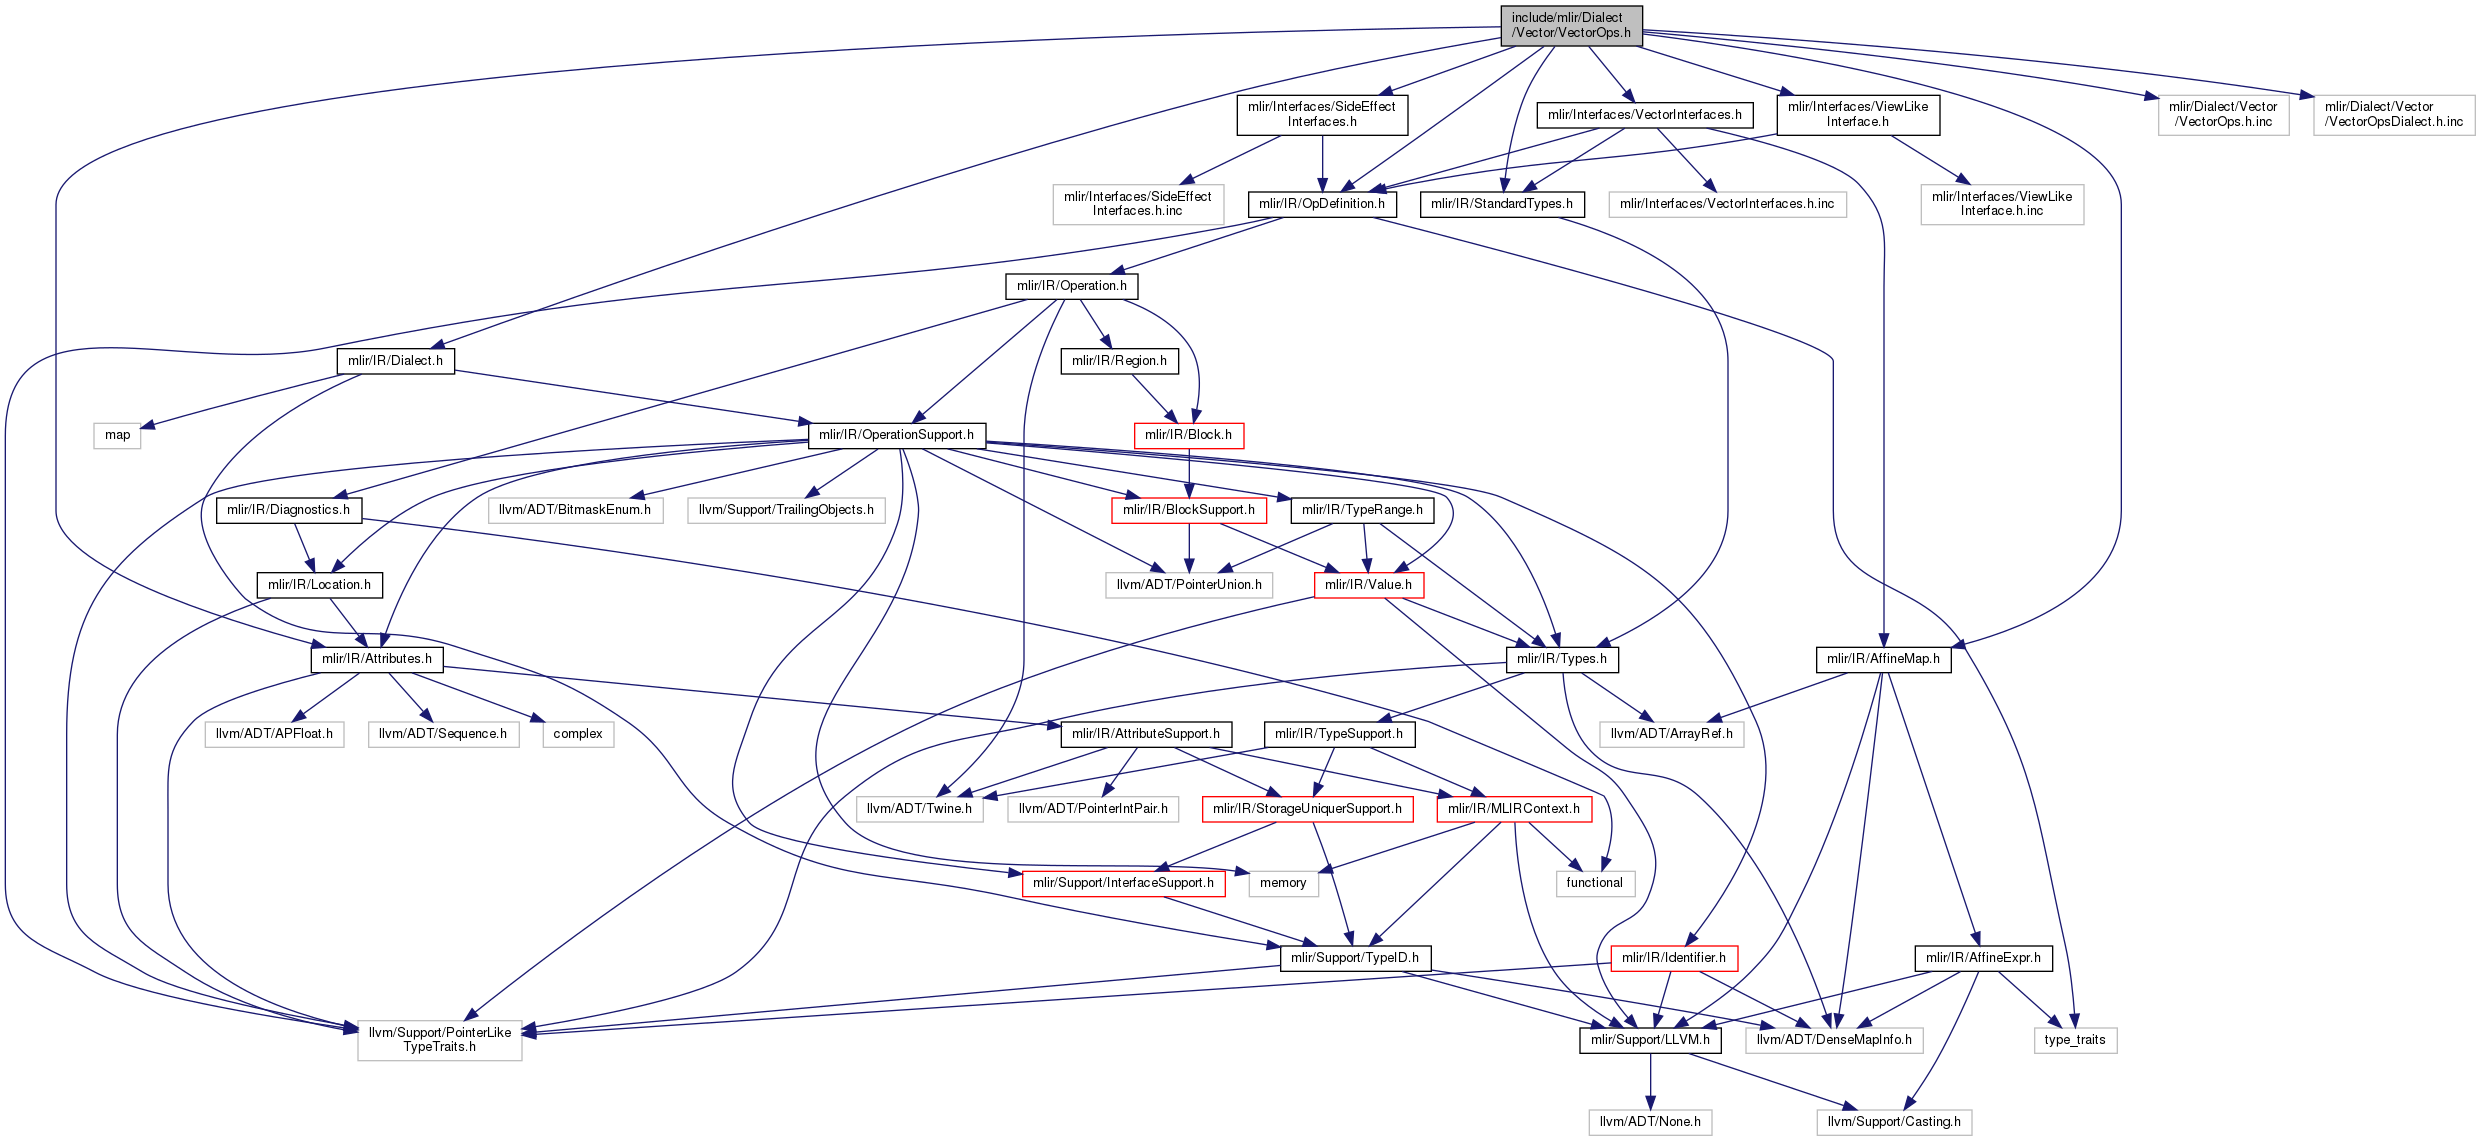 include/mlir/Dialect
/Vector/VectorOps.h
mlir/Interfaces/SideEffect
Interfaces.h
mlir/Interfaces/VectorInterfaces.h
mlir/Interfaces/ViewLike
Interface.h
mlir/Dialect/Vector
/VectorOps.h.inc
mlir/Dialect/Vector
/VectorOpsDialect.h.inc
mlir/Interfaces/SideEffect
Interfaces.h.inc
mlir/IR/OpDefinition.h
mlir/IR/StandardTypes.h
mlir/Interfaces/VectorInterfaces.h.inc
mlir/Interfaces/ViewLike
Interface.h.inc
mlir/IR/Operation.h
mlir/IR/Dialect.h
mlir/IR/Region.h
map
mlir/IR/OperationSupport.h
mlir/IR/Block.h
mlir/IR/Diagnostics.h
llvm/ADT/BitmaskEnum.h
llvm/Support/TrailingObjects.h
mlir/IR/BlockSupport.h
mlir/IR/TypeRange.h
mlir/IR/Location.h
llvm/ADT/PointerUnion.h
mlir/IR/Value.h
mlir/IR/Attributes.h
mlir/IR/Types.h
mlir/IR/AffineMap.h
llvm/ADT/APFloat.h
llvm/ADT/Sequence.h
complex
mlir/IR/AttributeSupport.h
mlir/IR/TypeSupport.h
llvm/ADT/ArrayRef.h
llvm/ADT/Twine.h
llvm/ADT/PointerIntPair.h
mlir/IR/StorageUniquerSupport.h
mlir/IR/MLIRContext.h
mlir/Support/InterfaceSupport.h
memory
functional
mlir/Support/TypeID.h
mlir/IR/Identifier.h
mlir/IR/AffineExpr.h
llvm/Support/PointerLike
TypeTraits.h
mlir/Support/LLVM.h
llvm/ADT/DenseMapInfo.h
type_traits
llvm/ADT/None.h
llvm/Support/Casting.h